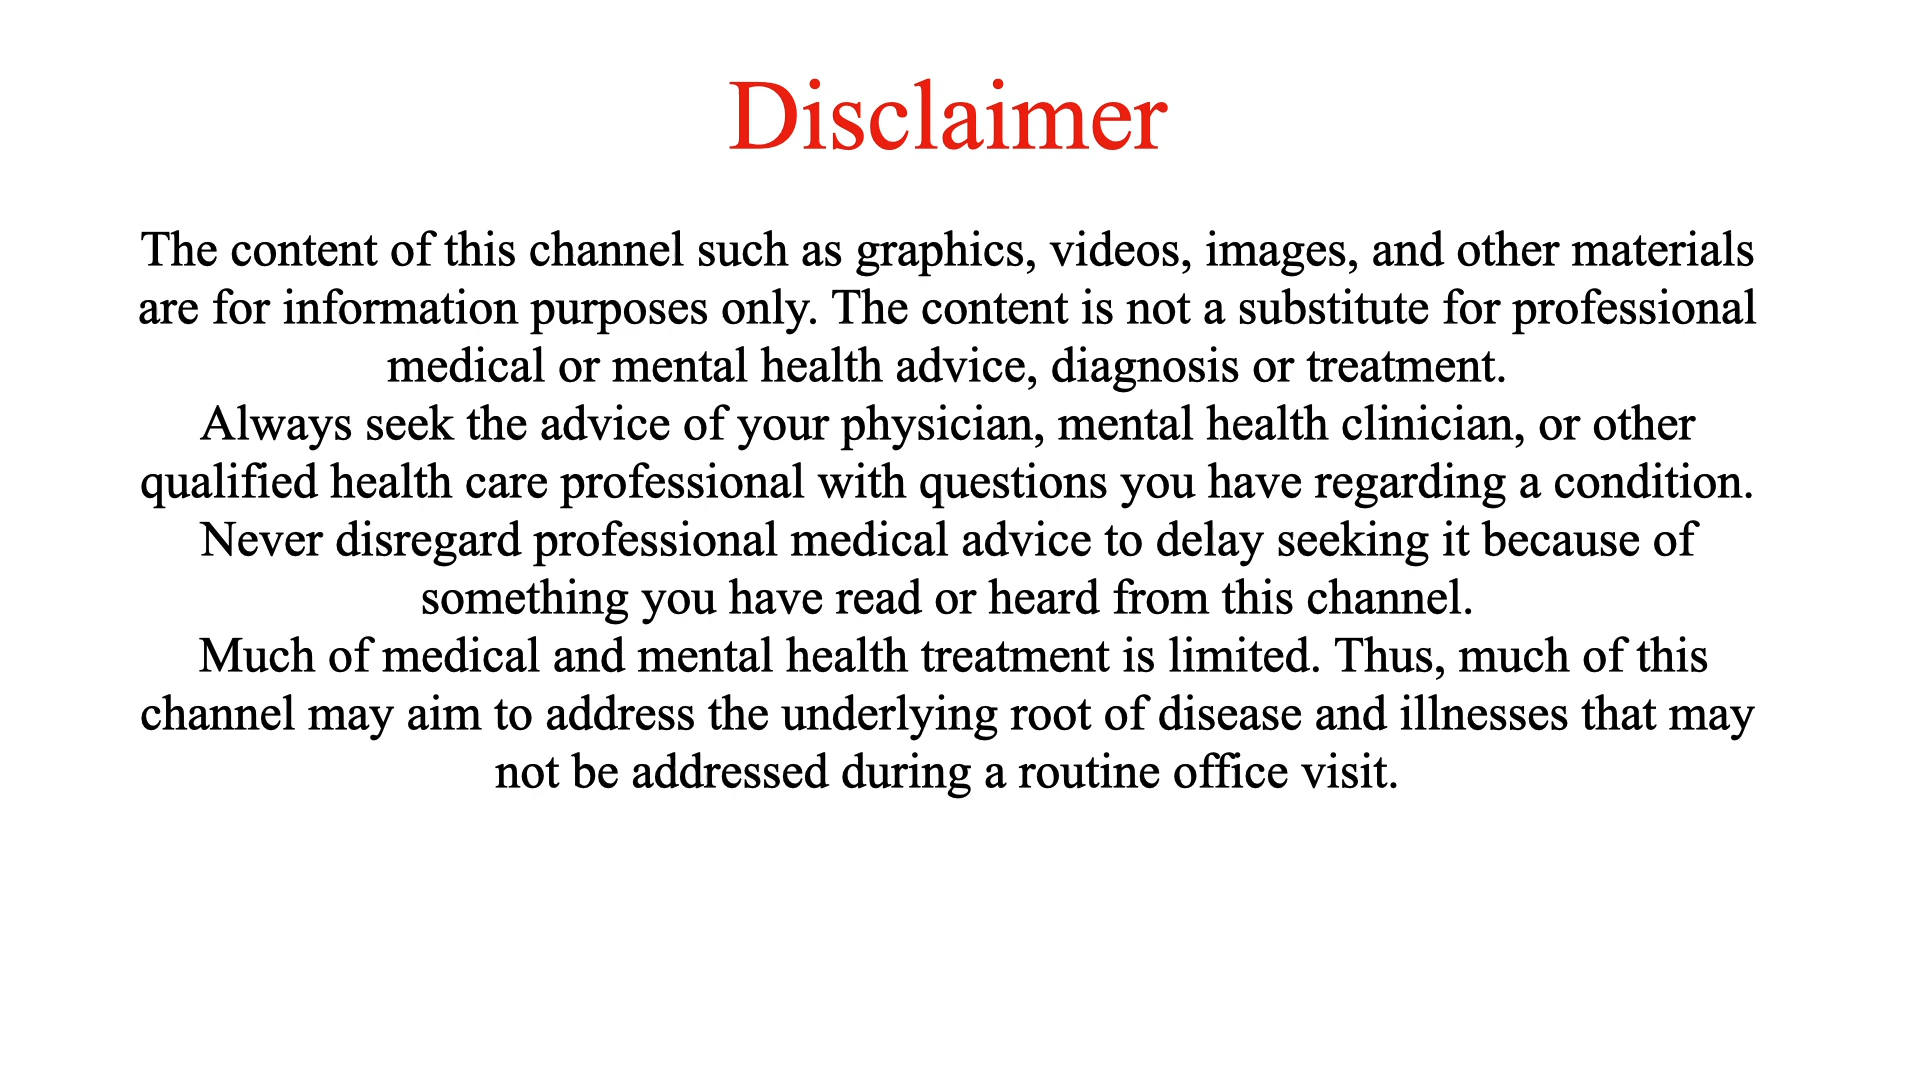 Disclaimer
The content of this channel such as graphics, videos, images, and other materials
are for information purposes only. The content is not a substitute for professional
medical or mental health advice, diagnosis or treatment.
Always seek the advice of your physician, mental health clinician, or other
qualified health care professional with questions you have regarding a condition.
Never disregard professional medical advice to delay seeking it because of
something you have read or heard from this channel.
Much of medical and mental health treatment is limited. Thus, much of this
channel may aim to address the underlying root of disease and illnesses that may
not be addressed during a routine office visit.